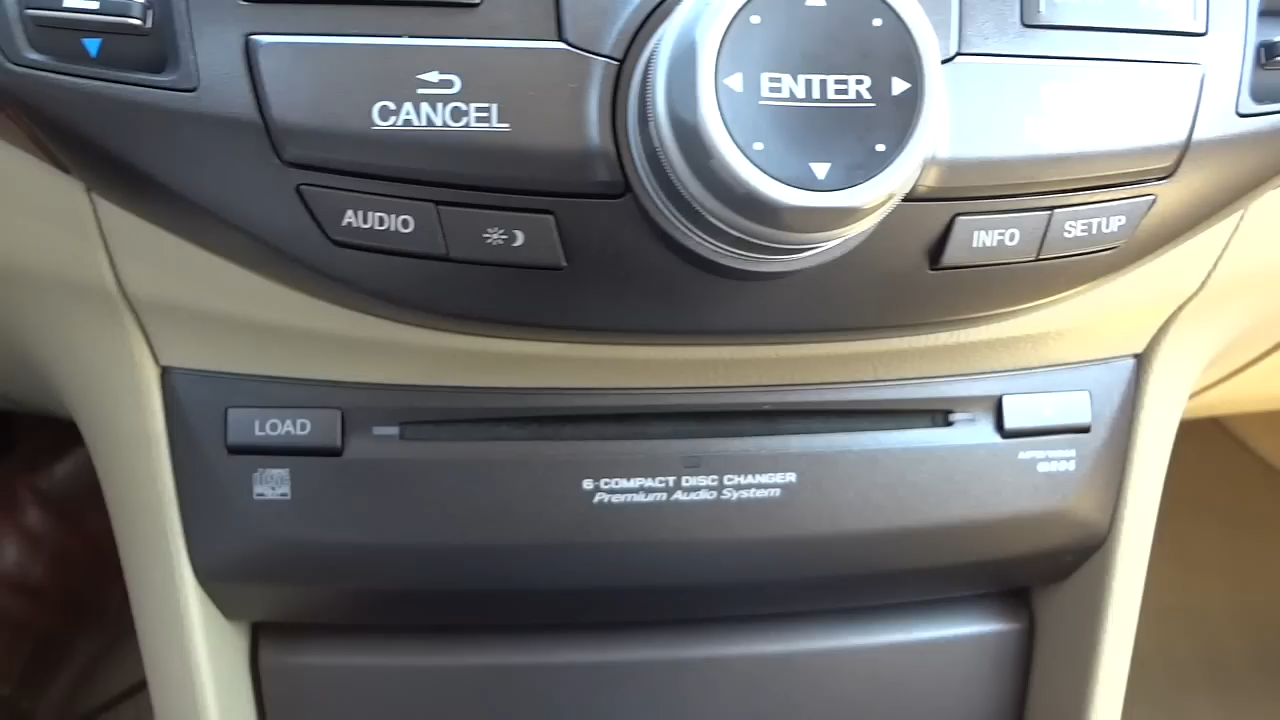 CANCEL
ENTER
AUDIO
INFO
SETUP
LOAD
6-COMPACT DISC CHANGER
Premium Audio System